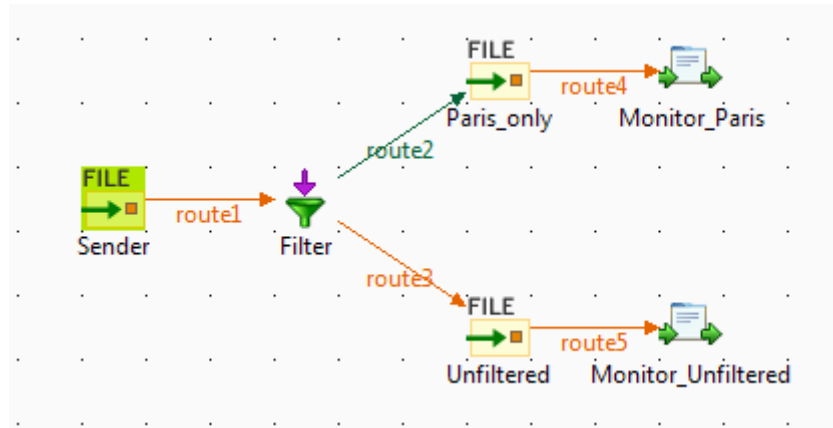 FILE
route4
Paris_only
Monitor_Paris
route2
FILE
route1
Sender
Filter
route3
FILE
route5
Unfiltered
Monitor_Unfiltered